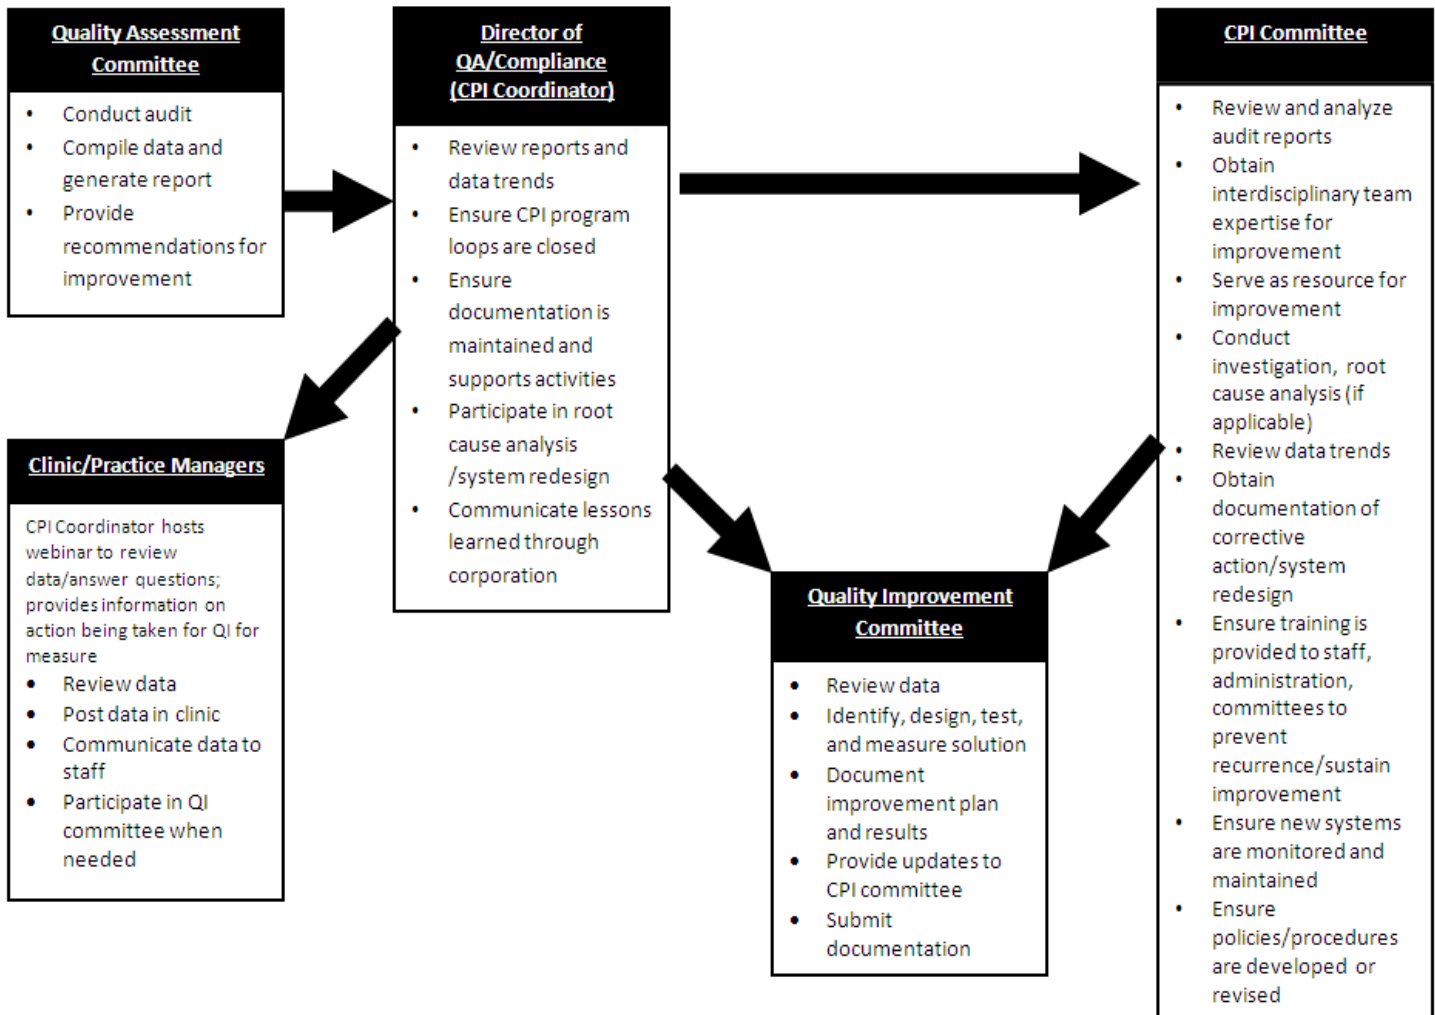 Quality Assessment
Committee
• Conduct audit
• Compile data and
generate report
• Provide
recommendations for
improvement
Director of
QA/Compliance
(CPI Coordinator)
• Review reports and
data trends
• Ensure CPI program
loops are closed
• Ensure
documentation is
maintained and
supports activities
• Participate in root
cause analysis
/system redesign
• Communicate lessons
learned through
corporation
CPI Committee
• Review and analyze
audit reports
• Obtain
interdisciplinary team
expertise for
improvement
• Serve as resource for
improvement
• Conduct
investigation, root
cause analysis (if
applicable)
• Review data trends
• Obtain
documentation of
corrective
action/system
redesign
• Ensure training is
provided to staff,
administration,
committees to
prevent
recurrence/sustain
improvement
• Ensure new systems
are monitored and
maintained
• Ensure
policies/procedures
are developed or
revised
Clinic/Practice Managers
CPI Coordinator hosts
webinar to review
data/answer questions;
provides information on
action being taken for QI for
measure
• Review data
• Post data in clinic
• Communicate data to
staff
• Participate in QI
committee when
needed
Quality Improvement
Committee
• Review data
• Identify, design, test,
and measure solution
• Document
improvement plan
and results
• Provide updates to
CPI committee
• Submit
documentation